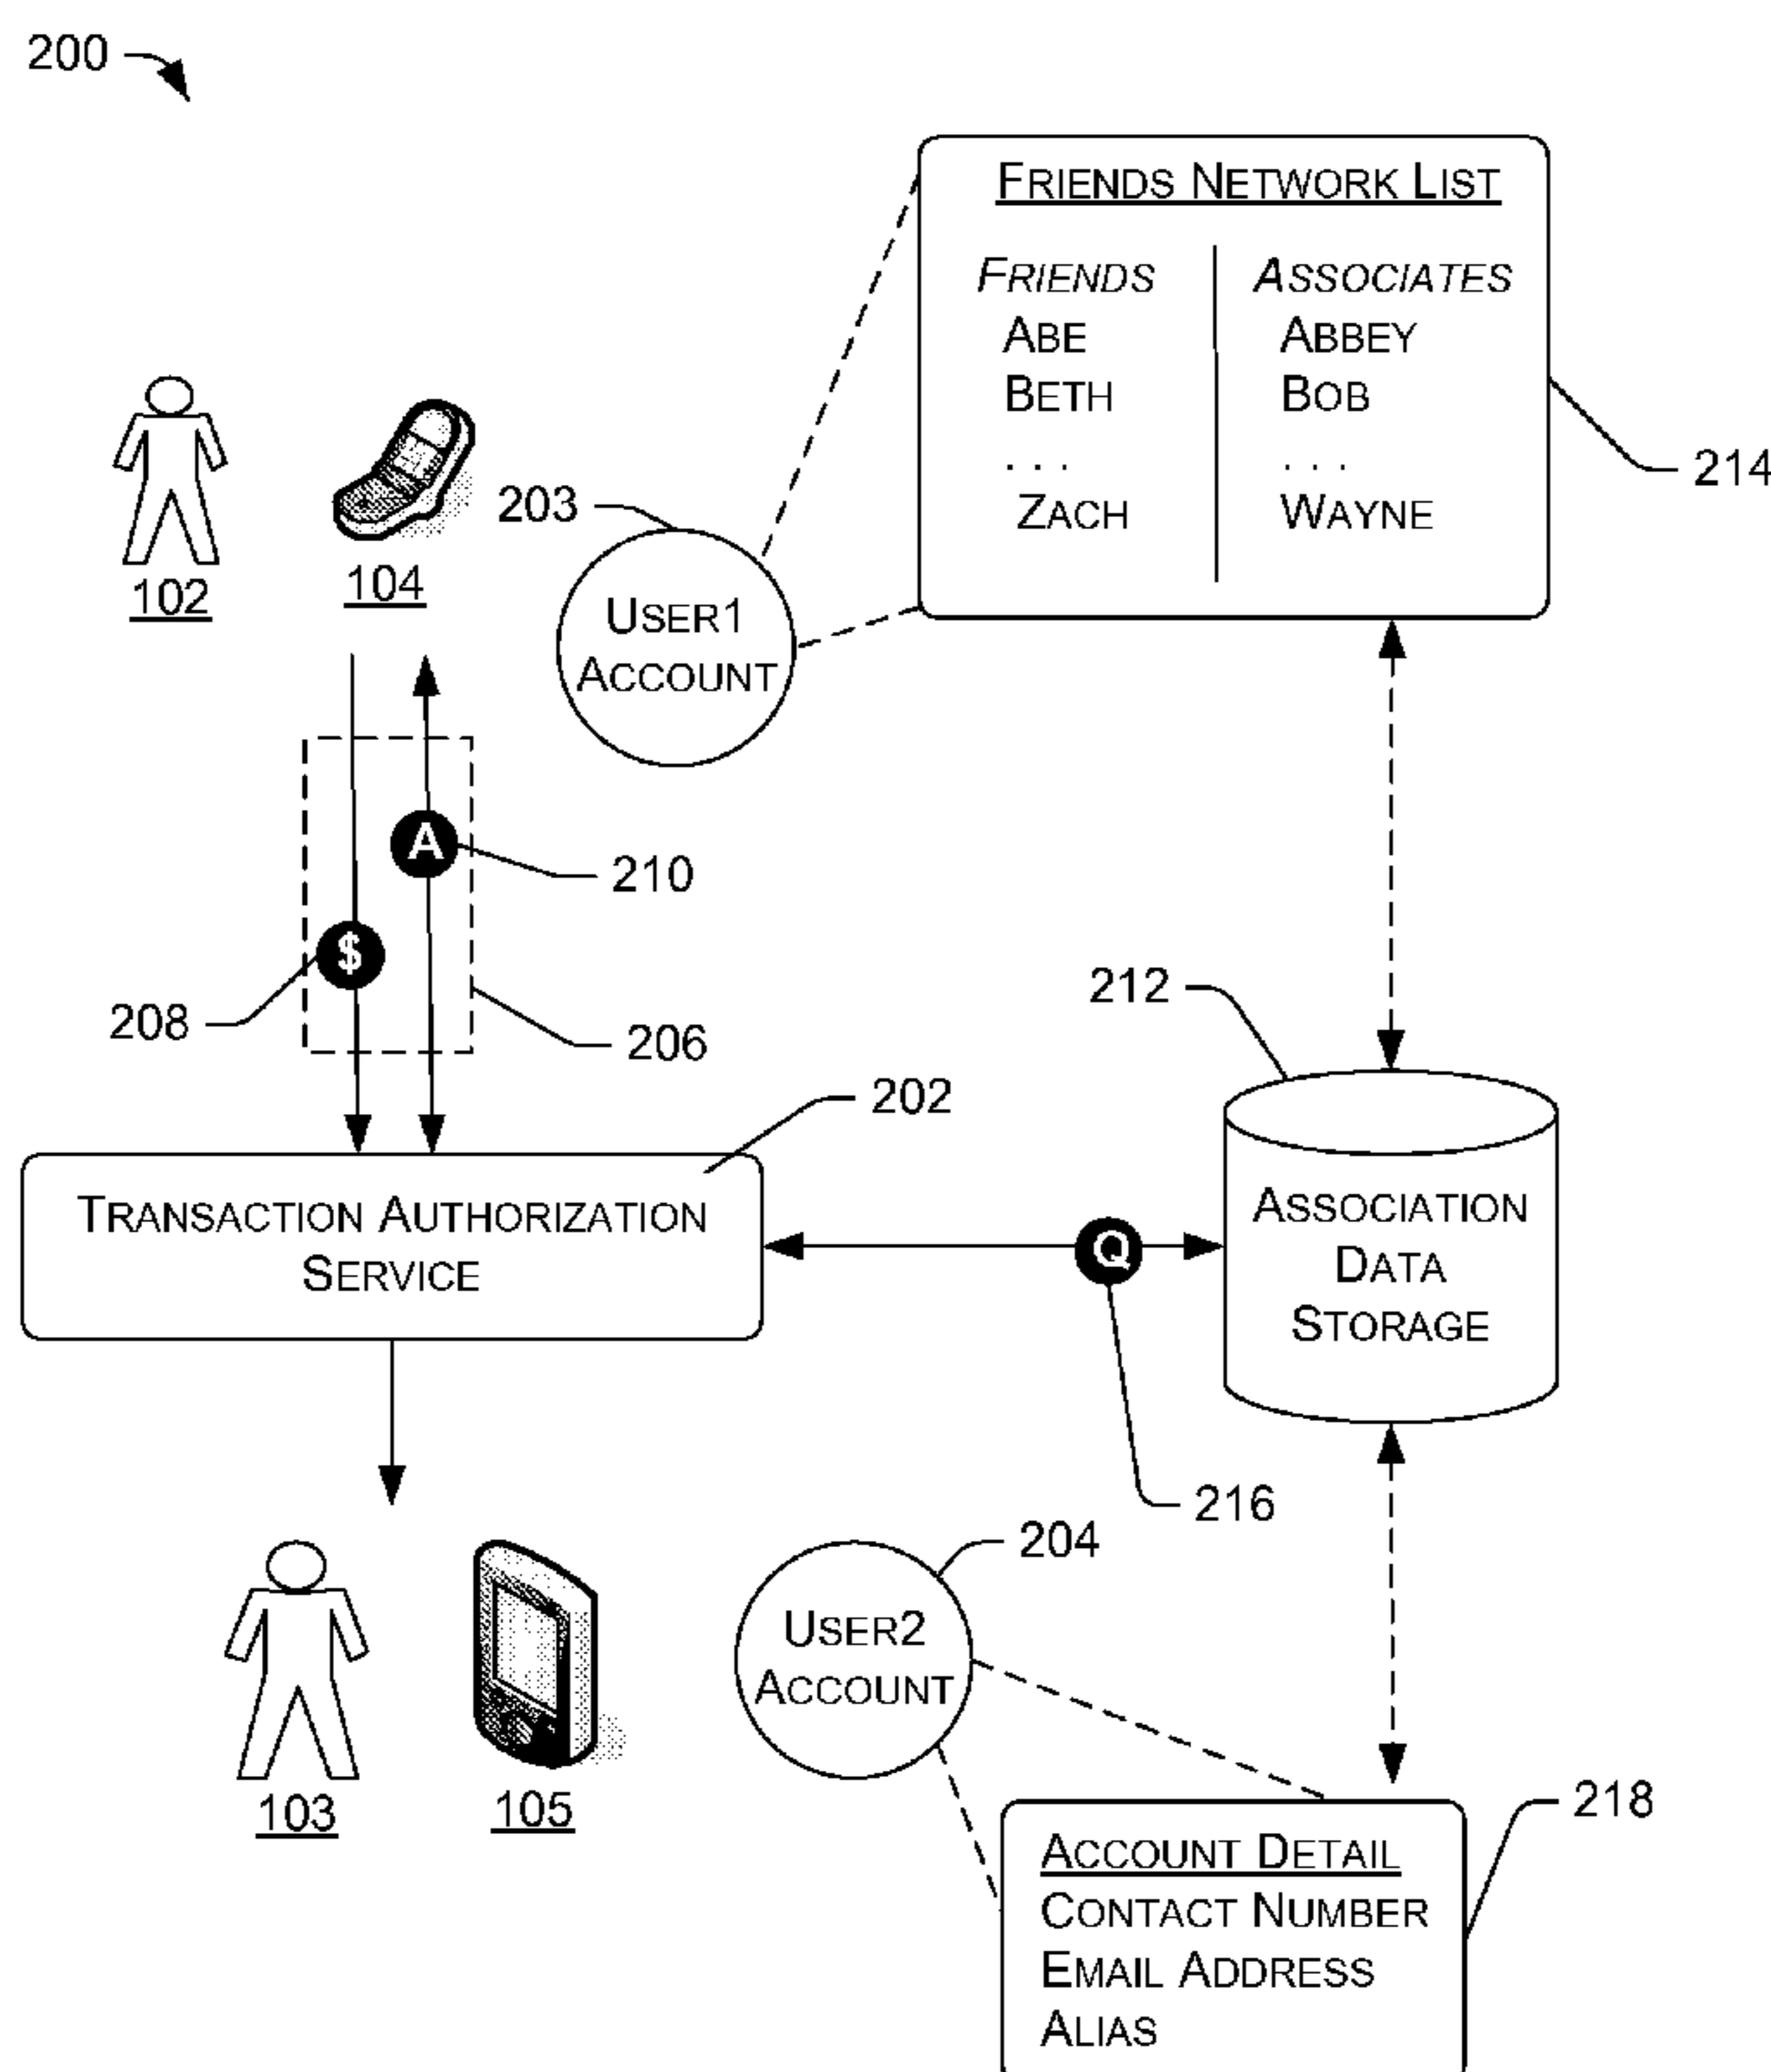 200
FRIENDS NETWORK LIST
FRIENDS ASSOCIATES
ABE ABBEY
BETH BOB
. . . . . .
ZACH WAYNE
214
102
104
203
USER1
ACCOUNT
A
210
$
208
206
212
202
TRANSACTION AUTHORIZATION
SERVICE
Q
ASSOCIATION
DATA
STORAGE
216
204
USER2
ACCOUNT
103
105
218
ACCOUNT DETAIL
CONTACT NUMBER
EMAIL ADDRESS
ALIAS